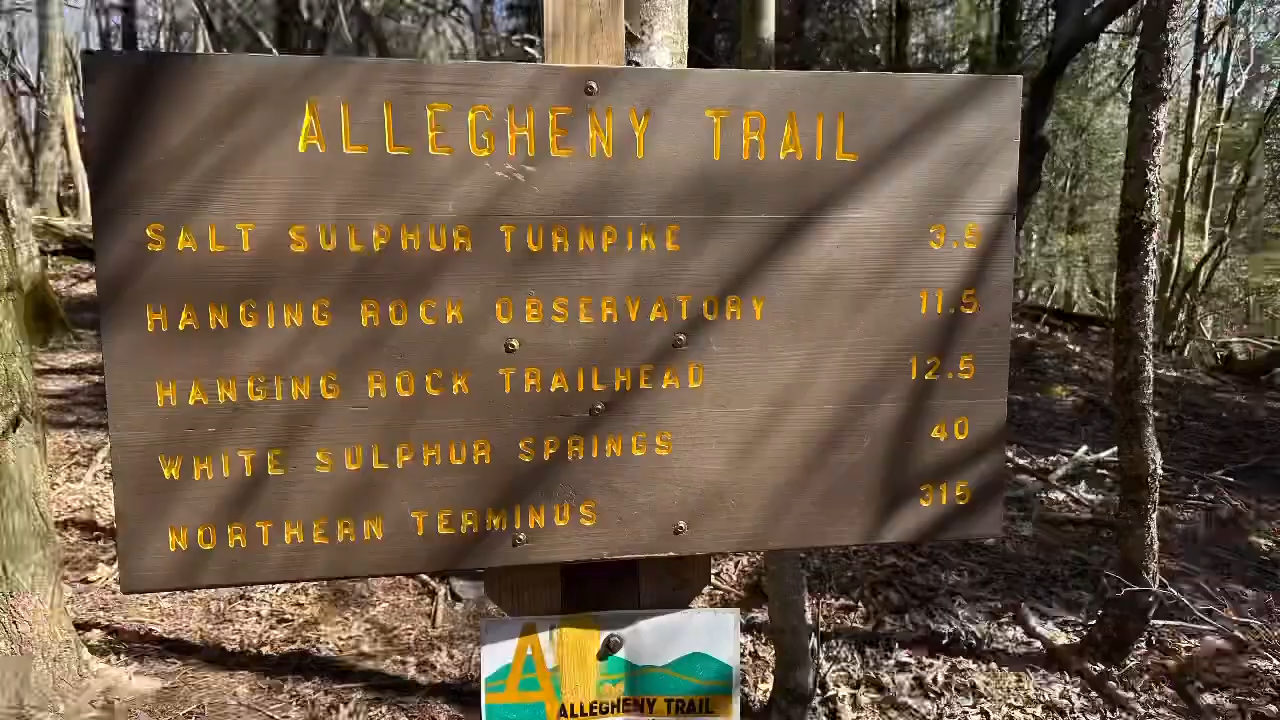 ALLEGHENY TRAIL
SALT SULPHUR TURNPIKE 3.5
HANGING ROCK OBSERVATORY 11.5
HANGING ROCK TRAILHEAD 12.5
WHITE SULPHUR SPRINGS 40
NORTHERN TERMINUS 315
A
ALLEGHENY TRAIL